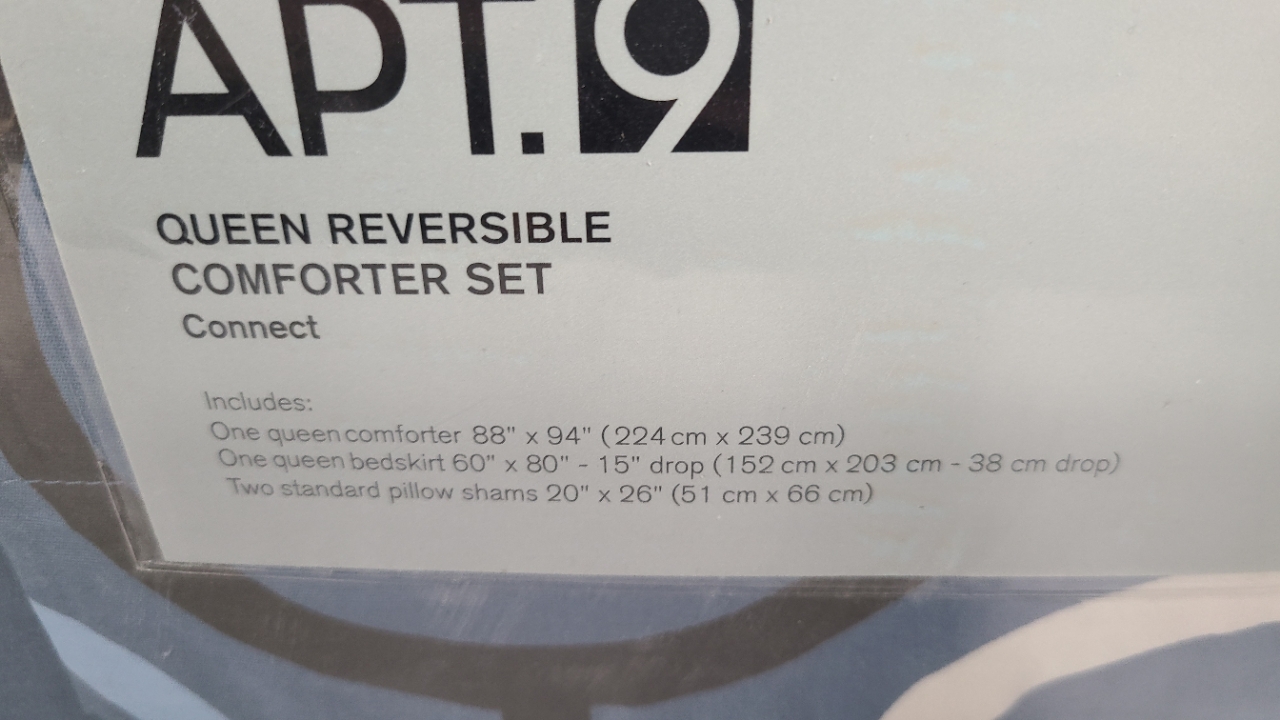 APT.9
QUEEN REVERSIBLE
COMFORTER SET
Connect
Includes:
One queen comforter 88" x 94" (224 cm x 239 cm)
One queen bedskirt 60" x 80" - 15" drop (152 cm x 203 cm - 38 cm drop)
Two standard pillow shams 20" x 26" (51 cm x 66 cm)